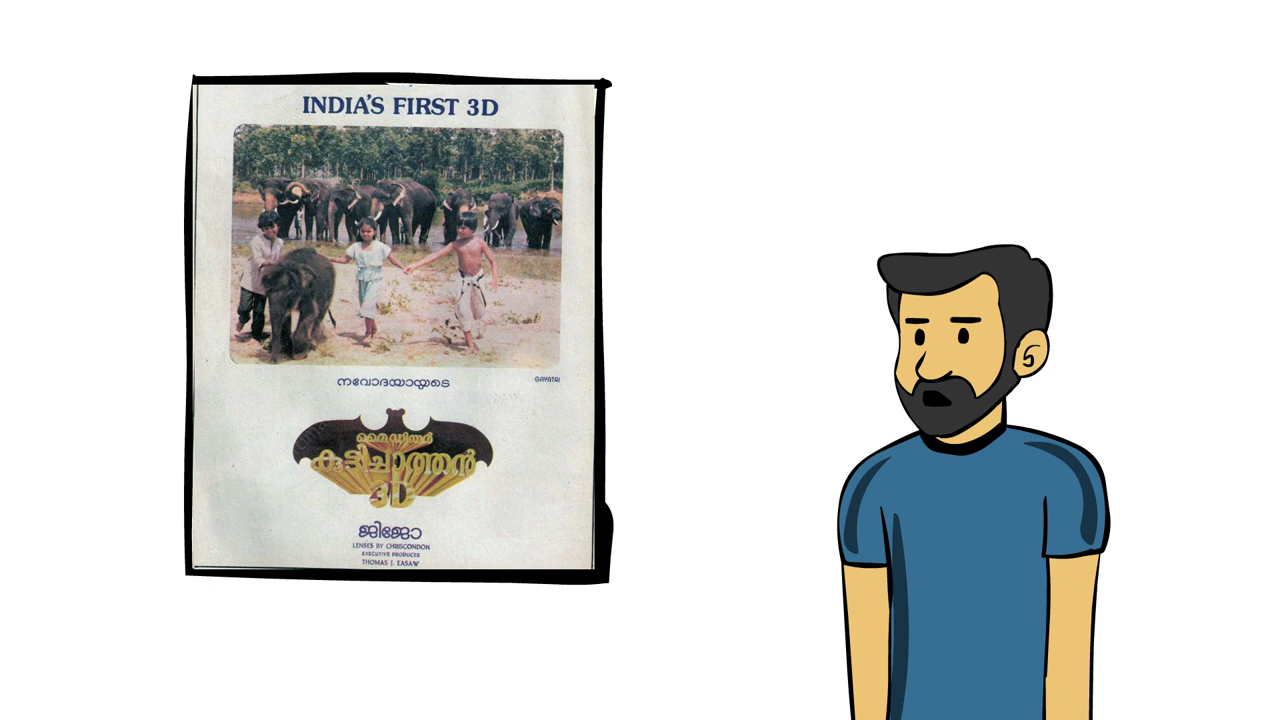 INDIA'S FIRST 3D
നവോദയായുടെ
GAYATRI
മൈഡിയർ
കുട്ടിച്ചാത്തൻ
3D
ജിജോ
LENSES BY CHRISCONDON
EXECUTIVE PRODUCER
THOMAS J. EASAW